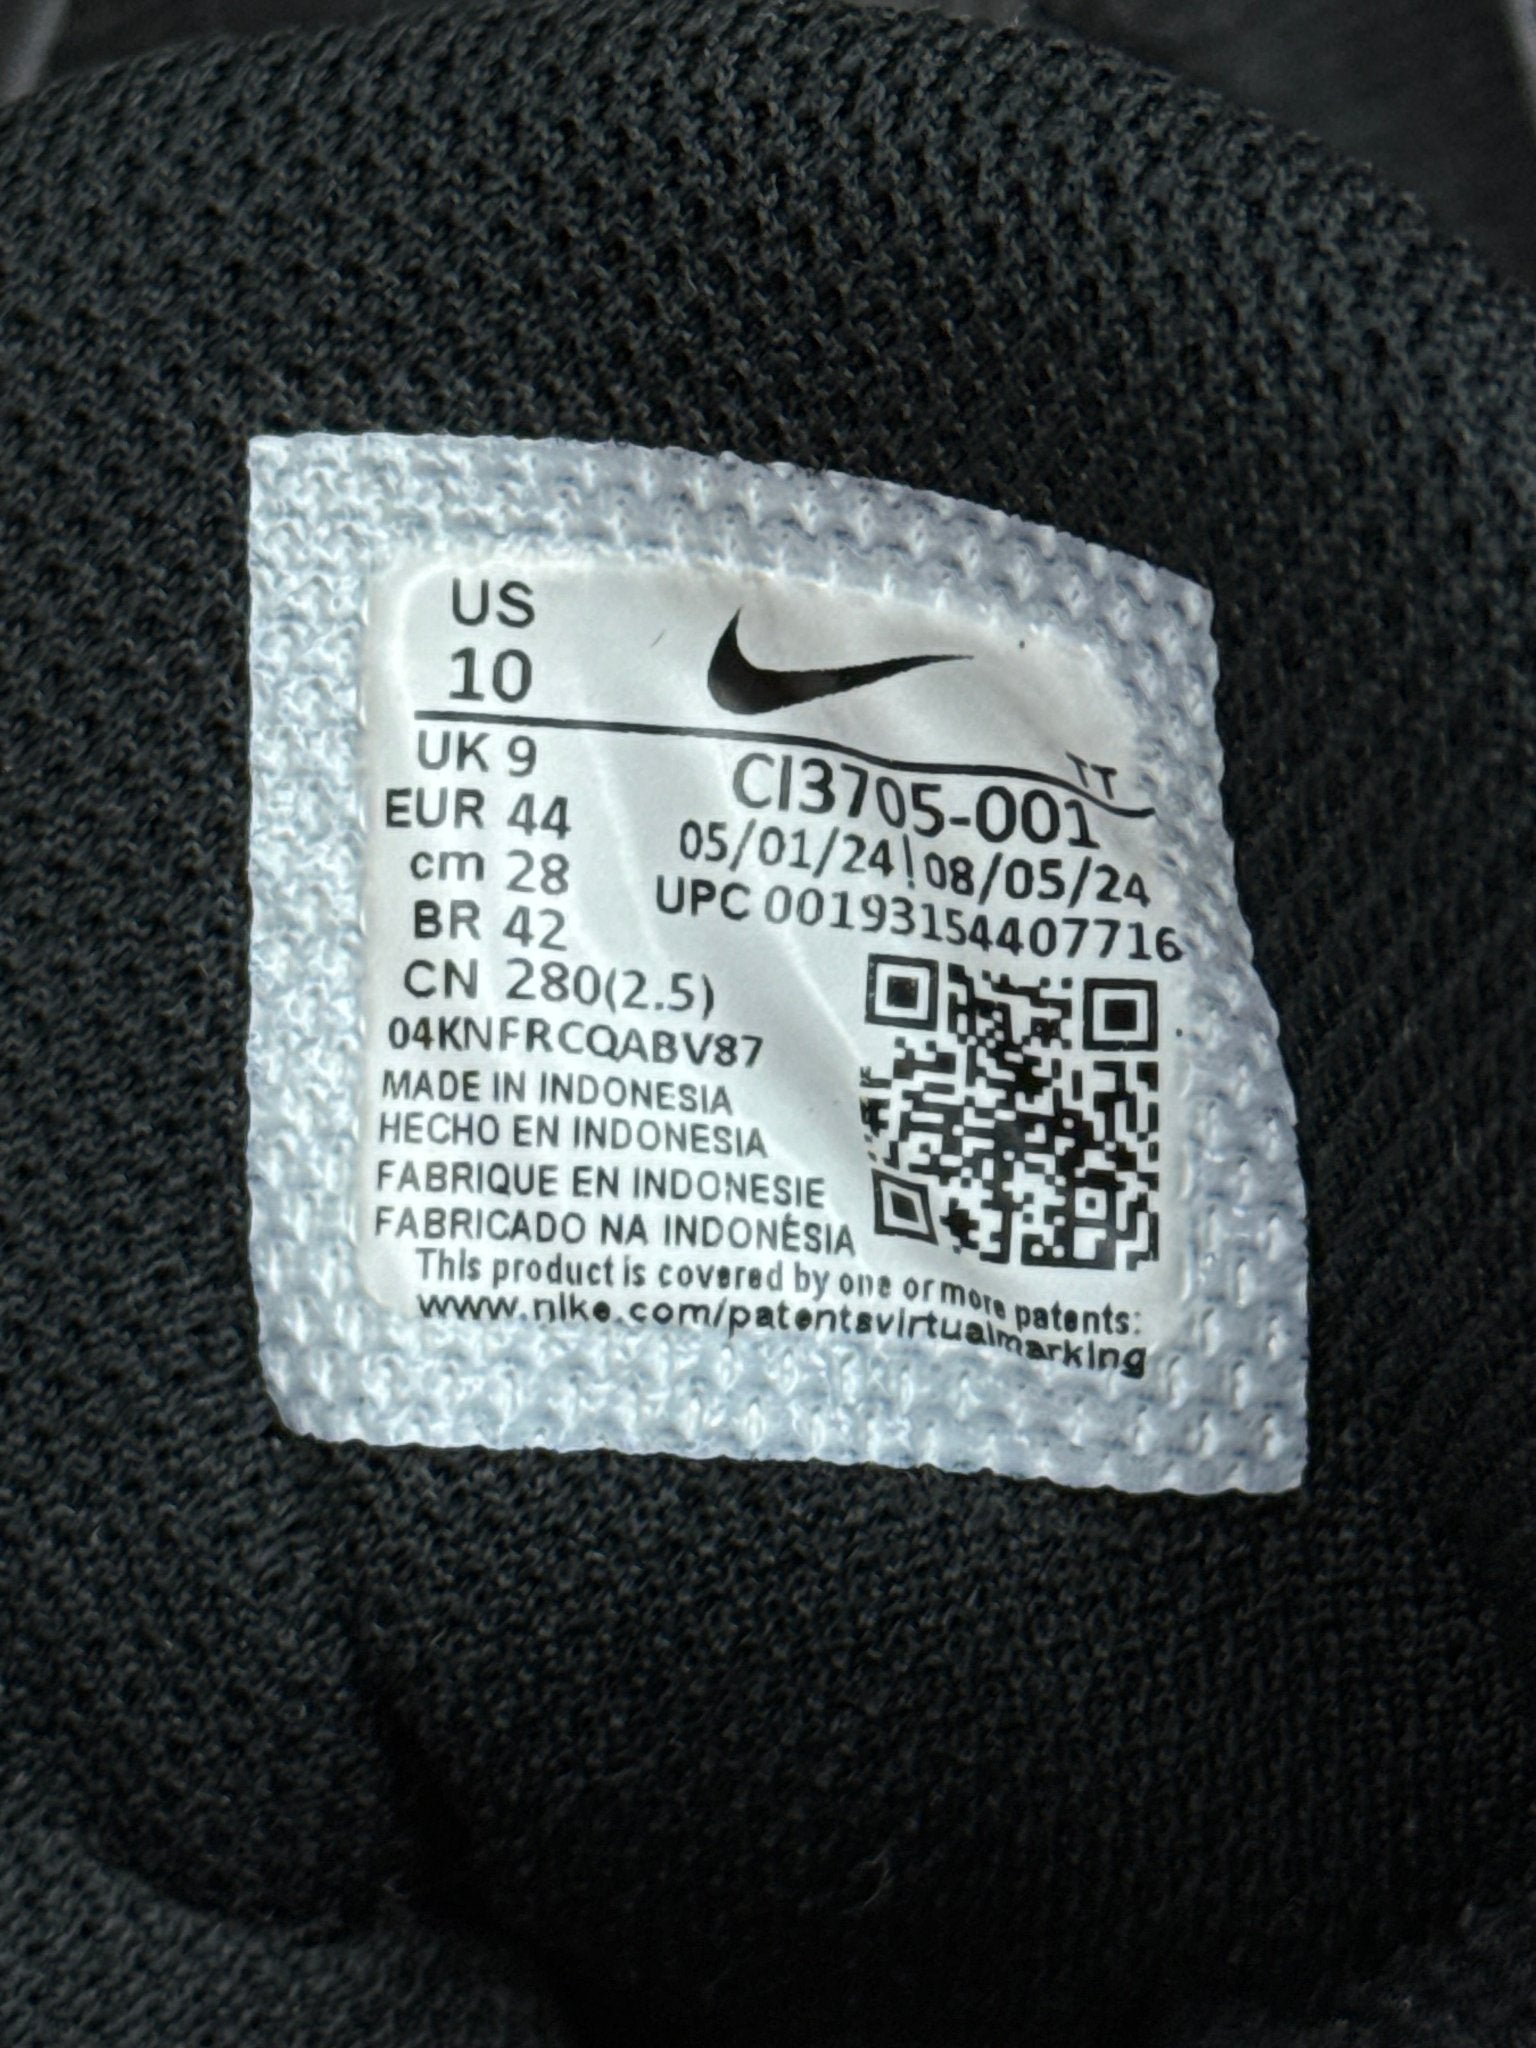 US
10
TT
UK 9
EUR 44
cm 28
BR 42
CN 280(2.5)
CI3705-001
05/01/24 | 08/05/24
UPC 00193154407716
04KNFRCQABV87
MADE IN INDONESIA
HECHO EN INDONESIA
FABRIQUE EN INDONESIE
FABRICADO NA INDONÉSIA
This product is covered by one or more patents:
www.nike.com/patentsvirtualmarking